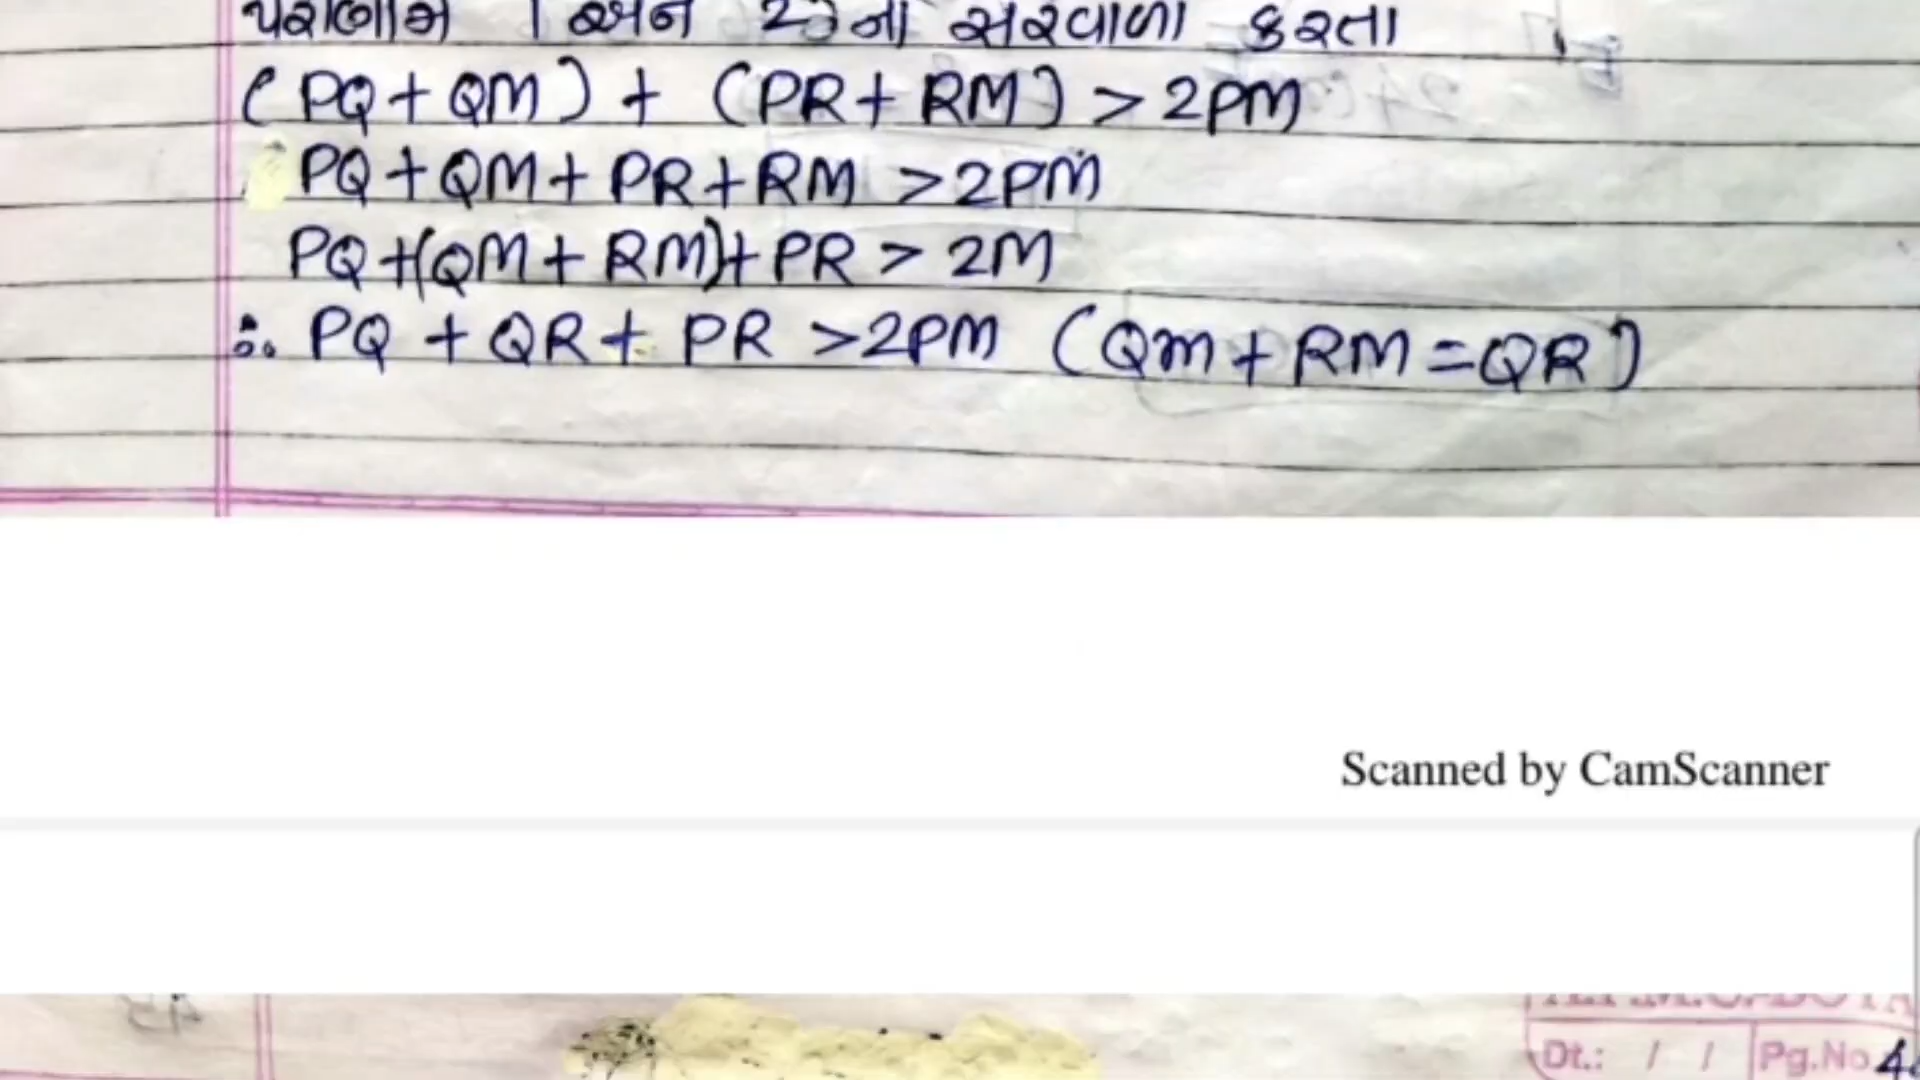 પરિણામ 1 અને 2 નો સરવાળો કરતા
(PQ + QM) + (PR + RM) > 2PM
PQ + QM + PR + RM > 2PM
PQ + (QM + RM) + PR > 2M
∴ PQ + QR + PR > 2PM (QM + RM = QR)
Scanned by CamScanner
Dt.: / / Pg.No